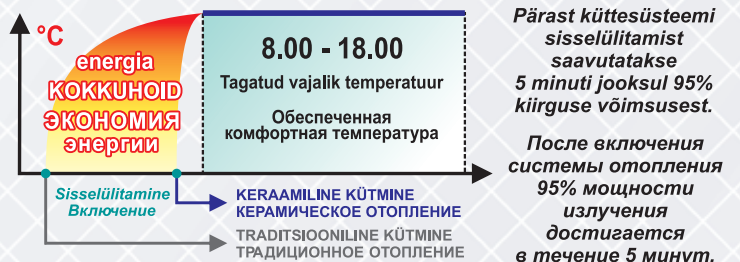 °C
energia
KOKKUHOID
ЭКОНОМИЯ
энергии
8.00 - 18.00
Tagatud vajalik temperatuur
Обеспеченная
комфортная температура
Sisselülitamine
Включение
KERAAMILINE KÜTMINE
КЕРАМИЧЕСКОЕ ОТОПЛЕНИЕ
TRADITSIOONILINE KÜTMINE
ТРАДИЦИОННОЕ ОТОПЛЕНИЕ
Pärast küttesüsteemi
sisselülitamist
saavutatakse
5 minuti jooksul 95%
kiirguse võimsusest.
После включения
системы отопления
95% мощности
излучения
достигается
в течение 5 минут.